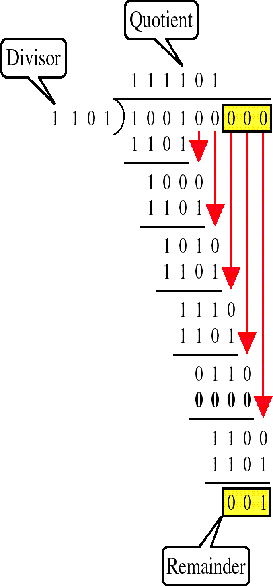 Quotient
Divisor
1 1 1 1 0 1
1 1 0 1 ) 1 0 0 1 0 0 0 0 0
1 1 0 1
1 0 0 0
1 1 0 1
1 0 1 0
1 1 0 1
1 1 1 0
1 1 0 1
0 1 1 0
0 0 0 0
1 1 0 0
1 1 0 1
0 0 1
Remainder